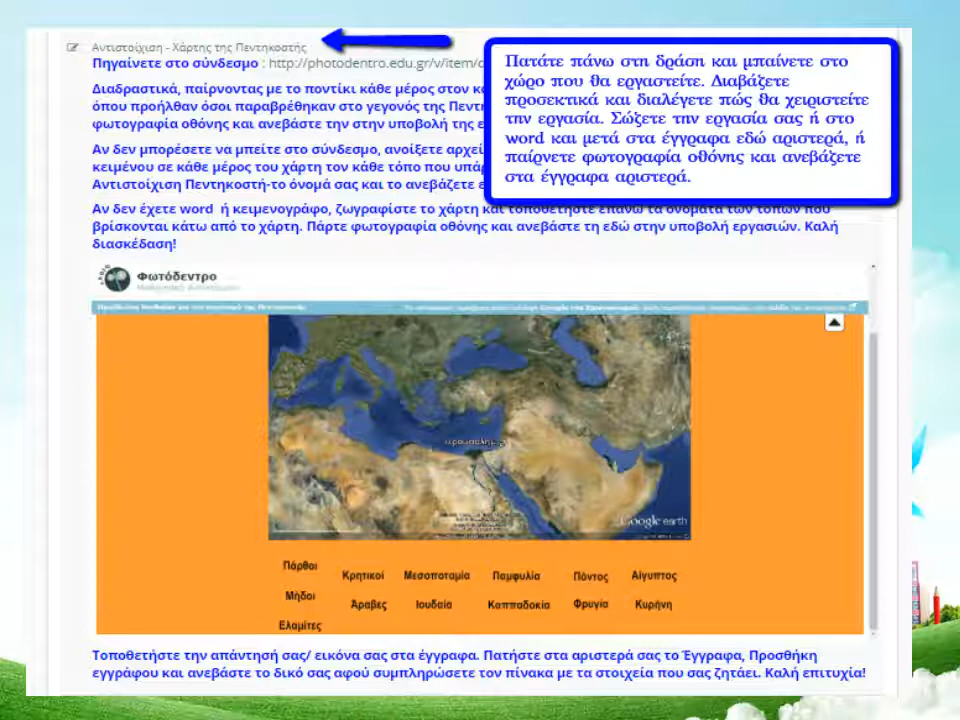 Αντιστοίχιση - Χάρτης της Πεντηκοστής
Πηγαίνετε στο σύνδεσμο : http://photodentro.edu.gr/v/item/d
Διαδραστικά, παίρνοντας με το ποντίκι κάθε μέρος στον
όπου προήλθαν όσοι παραβρέθηκαν στο γεγονός της
φωτογραφία οθόνης και ανεβάστε την στην υποβολή της
Αν δεν μπορέσετε να μπείτε στο σύνδεσμο, ανοίξετε
κειμένου σε κάθε μέρος του χάρτη τον κάθε τόπο που
Αντιστοίχιση Πεντηκοστή-το όνομά σας και το ανεβάζετε
Αν δεν έχετε word ή κειμενογράφο, ζωγραφίστε το χάρτη και τοποθετήστε επάνω τα ονόματα των τόπων που
βρίσκονται κάτω από το χάρτη. Πάρτε φωτογραφία οθόνης και ανεβάστε τη εδώ στην υποβολή εργασιών. Καλή
διασκέδαση!
Πατάτε πάνω στη δράση και μπαίνετε στο
χώρο που θα εργαστείτε. Διαβάζετε
προσεκτικά και διαλέγετε πώς θα χειριστείτε
την εργασία. Σώζετε την εργασία σας ή στο
word και μετά στα έγγραφα εδώ αριστερά, ή
παίρνετε φωτογραφία οθόνης και ανεβάζετε
στα έγγραφα αριστερά.
Φωτόδεντρο
Ιερουσαλήμ
Google earth
Πάρθοι
Κρητικοί Μεσοποταμία Παμφυλία Πόντος Αίγυπτος
Μήδοι
Άραβες Ιουδαία Καππαδοκία Φρυγία Κυρήνη
Ελαμίτες
Τοποθετήστε την απάντησή σας/ εικόνα σας στα έγγραφα. Πατήστε στα αριστερά σας το Έγγραφα, Προσθήκη
εγγράφου και ανεβάστε το δικό σας αφού συμπληρώσετε τον πίνακα με τα στοιχεία που σας ζητάει. Καλή επιτυχία!